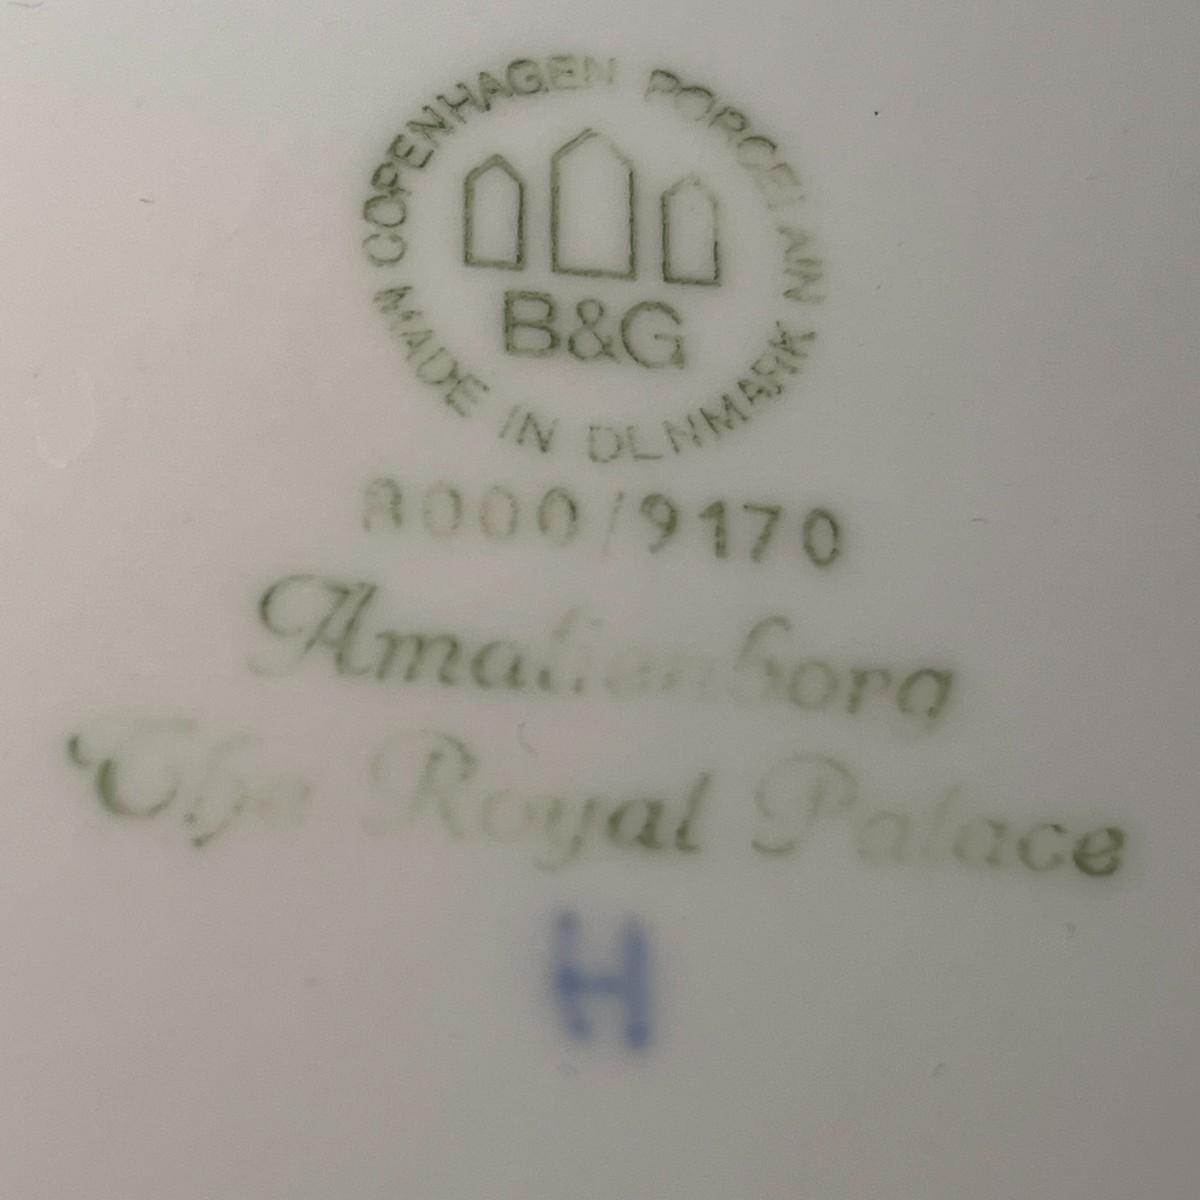 COPENHAGEN PORCELAIN
B&G
MADE IN DENMARK
8000/9170
Amalienborg
The Royal Palace
H